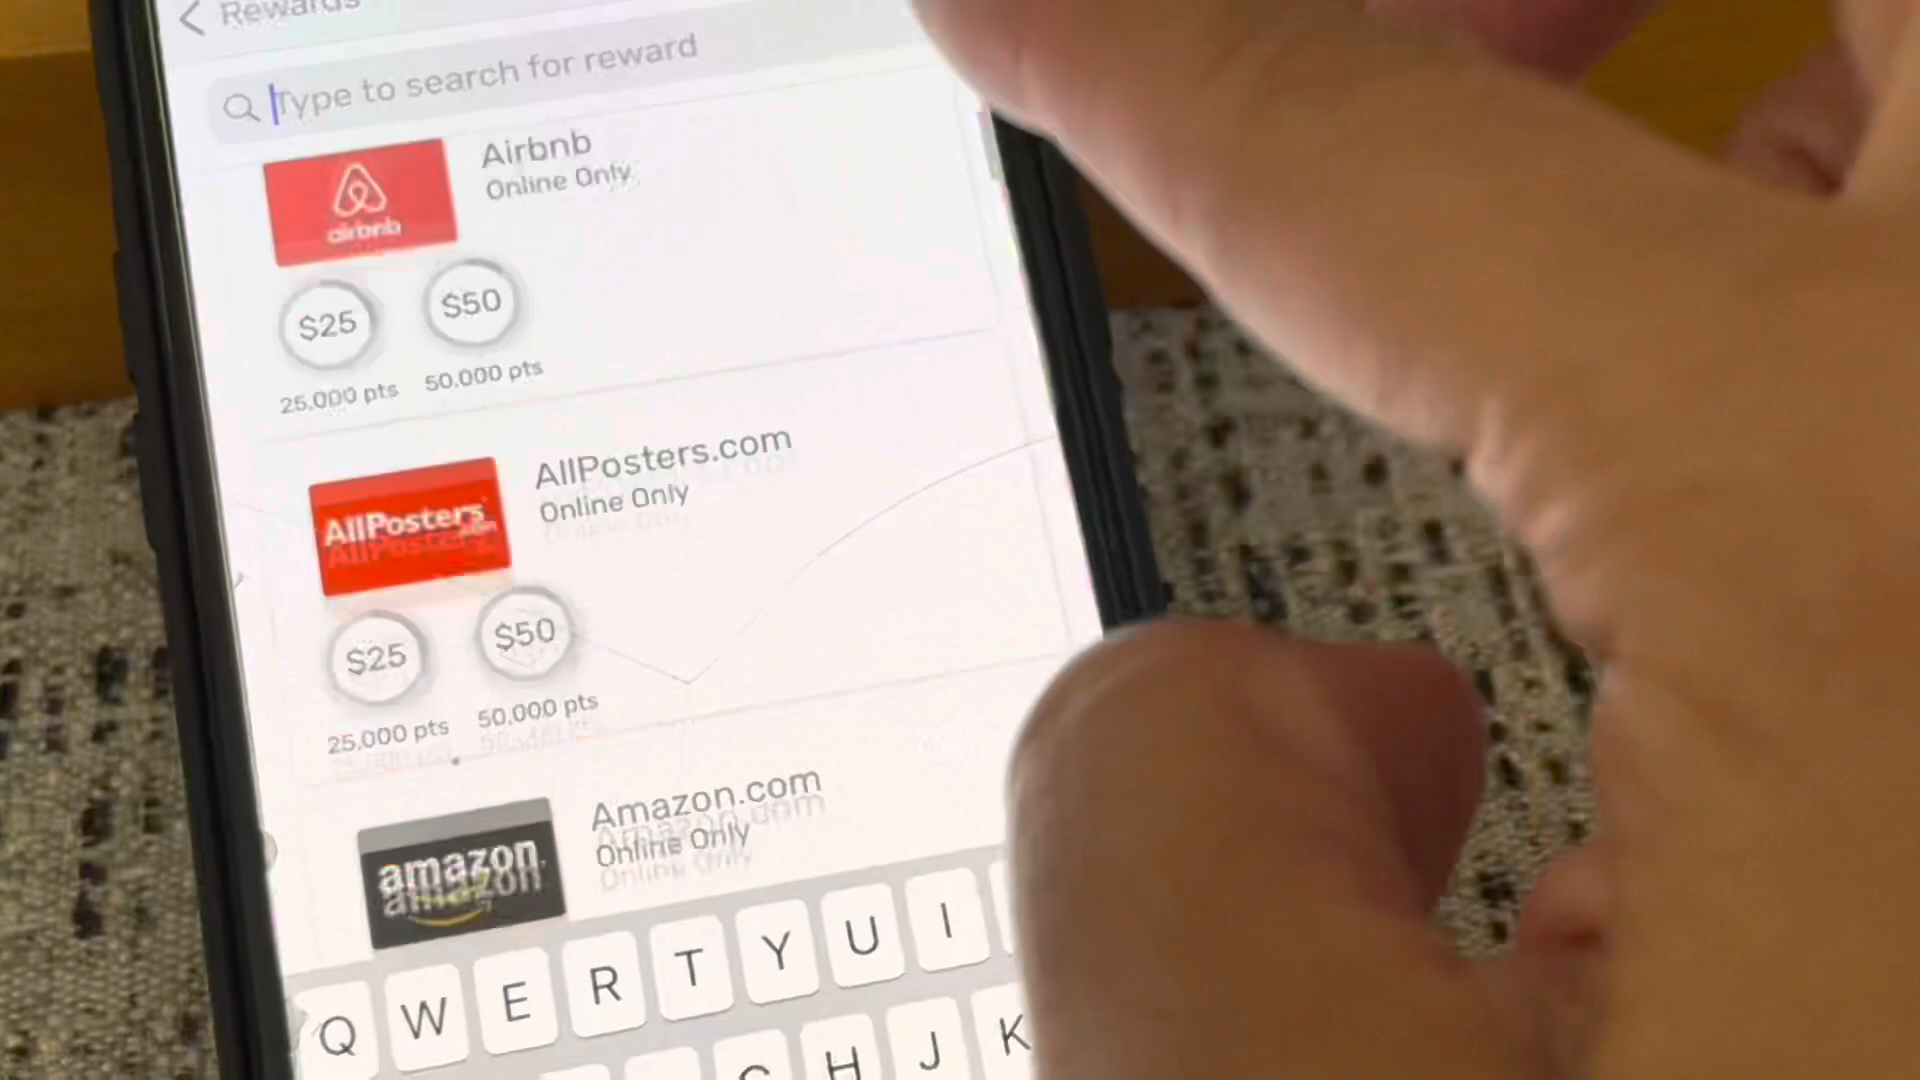 Rewards
Type to search for reward
Airbnb
Online Only
airbnb
$25
$50
25,000 pts
50,000 pts
AllPosters.com
Online Only
AllPosters
$25
$50
25,000 pts
50,000 pts
Amazon.com
Online Only
amazon
Q W E R T Y U I
G H J K